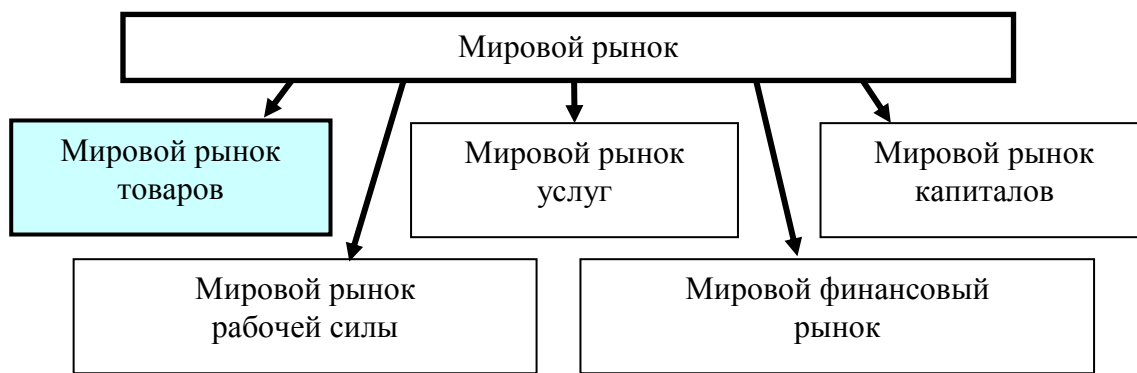 Мировой рынок
Мировой рынок
товаров
Мировой рынок
услуг
Мировой рынок
капиталов
Мировой рынок
рабочей силы
Мировой финансовый
рынок